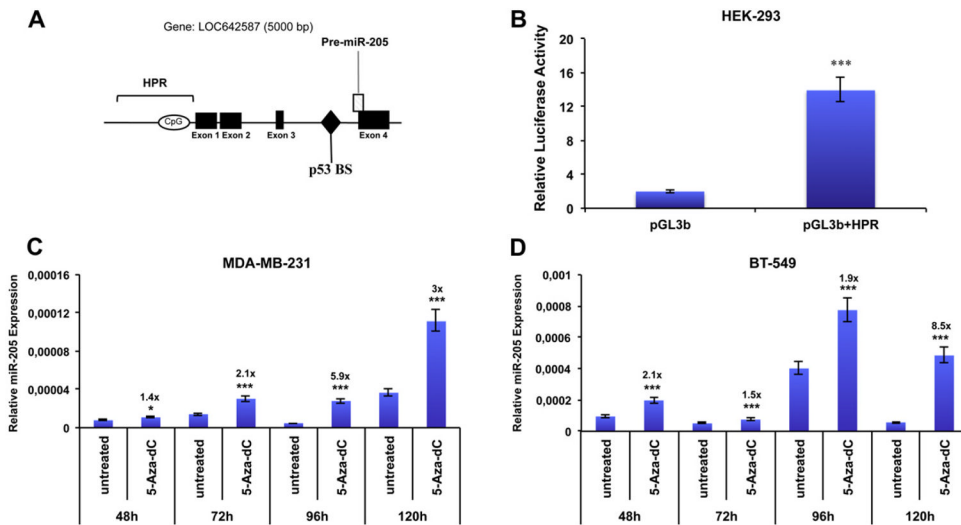 A
Gene: LOC642587 (5000 bp)
Pre-miR-205
HPR
CpG
Exon 1 Exon 2 Exon 3 Exon 4
p53 BS
B
HEK-293
Relative Luciferase Activity
20
16
12
8
4
0
***
pGL3b pGL3b+HPR
C
MDA-MB-231
Relative miR-205 Expression
0,00016
0,00012
0,00008
0,00004
0
1.4x
*
2.1x
***
5.9x
***
3x
***
untreated 5-Aza-dC untreated 5-Aza-dC untreated 5-Aza-dC untreated 5-Aza-dC
48h 72h 96h 120h
D
BT-549
Relative miR-205 Expression
0,001
0,0008
0,0006
0,0004
0,0002
0
2.1x
***
1.5x
***
1.9x
***
8.5x
***
untreated 5-Aza-dC untreated 5-Aza-dC untreated 5-Aza-dC untreated 5-Aza-dC
48h 72h 96h 120h